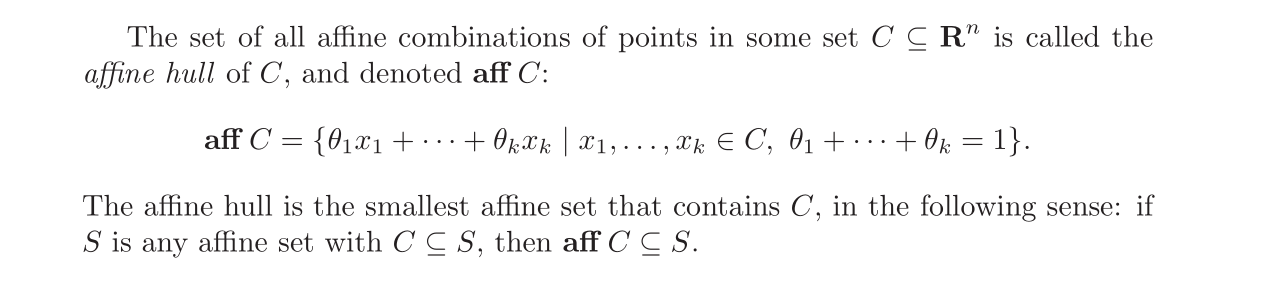 The set of all affine combinations of points in some set C ⊆ Rⁿ is called the
affine hull of C, and denoted aff C:
aff C = {θ₁x₁ + ··· + θₖxₖ | x₁, . . . , xₖ ∈ C, θ₁ + ··· + θₖ = 1}.
The affine hull is the smallest affine set that contains C, in the following sense: if
S is any affine set with C ⊆ S, then aff C ⊆ S.